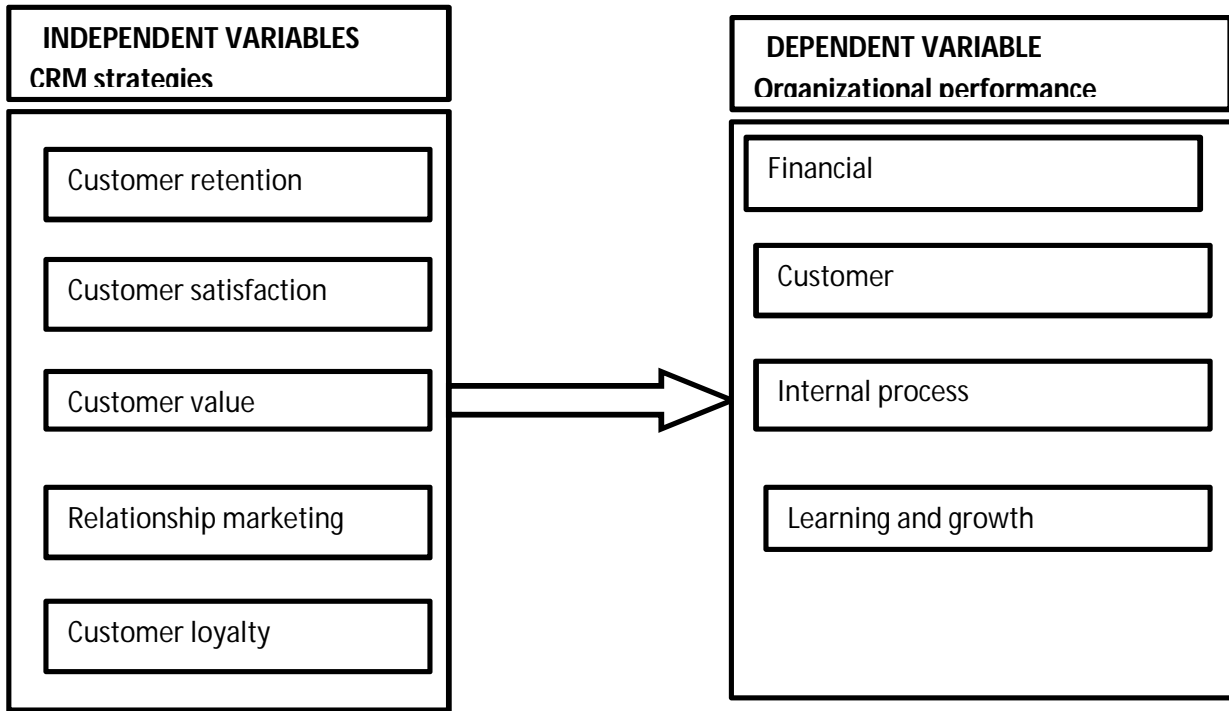 INDEPENDENT VARIABLES
CRM strategies
Customer retention
Customer satisfaction
Customer value
Relationship marketing
Customer loyalty
DEPENDENT VARIABLE
Organizational performance
Financial
Customer
Internal process
Learning and growth